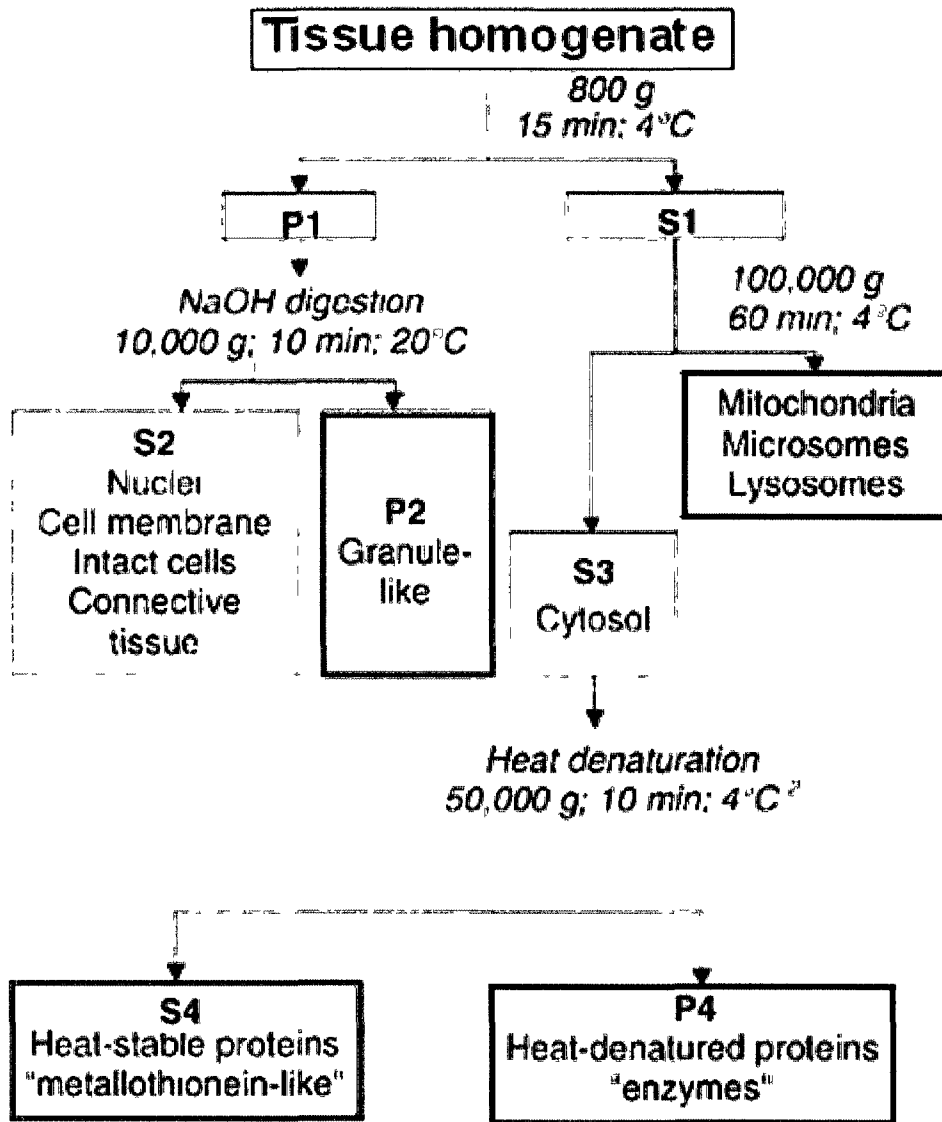 Tissue homogenate
800 g
15 min; 4°C
P1
S1
NaOH digestion
10,000 g; 10 min; 20°C
100,000 g
60 min; 4°C
S2
Nuclei
Cell membrane
Intact cells
Connective
tissue
P2
Granule-
like
Mitochondria
Microsomes
Lysosomes
S3
Cytosol
Heat denaturation
50,000 g; 10 min; 4°C
S4
Heat-stable proteins
"metallothionein-like"
P4
Heat-denatured proteins
"enzymes"